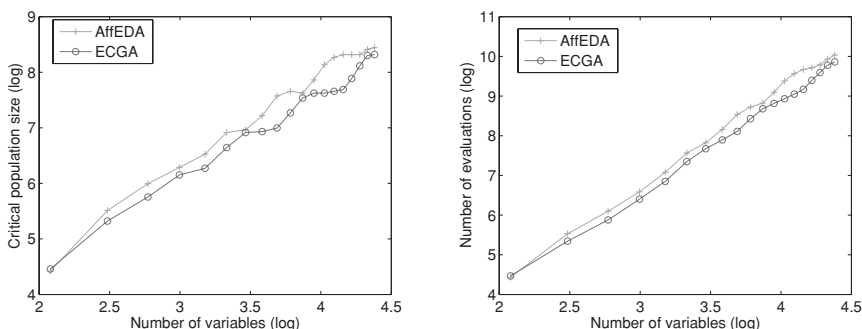 9
8
7
6
5
4
Critical population size (log)
AffEDA
ECGA
2 2.5 3 3.5 4 4.5
Number of variables (log)
11
10
9
8
7
6
5
4
Number of evaluations (log)
AffEDA
ECGA
2 2.5 3 3.5 4 4.5
Number of variables (log)